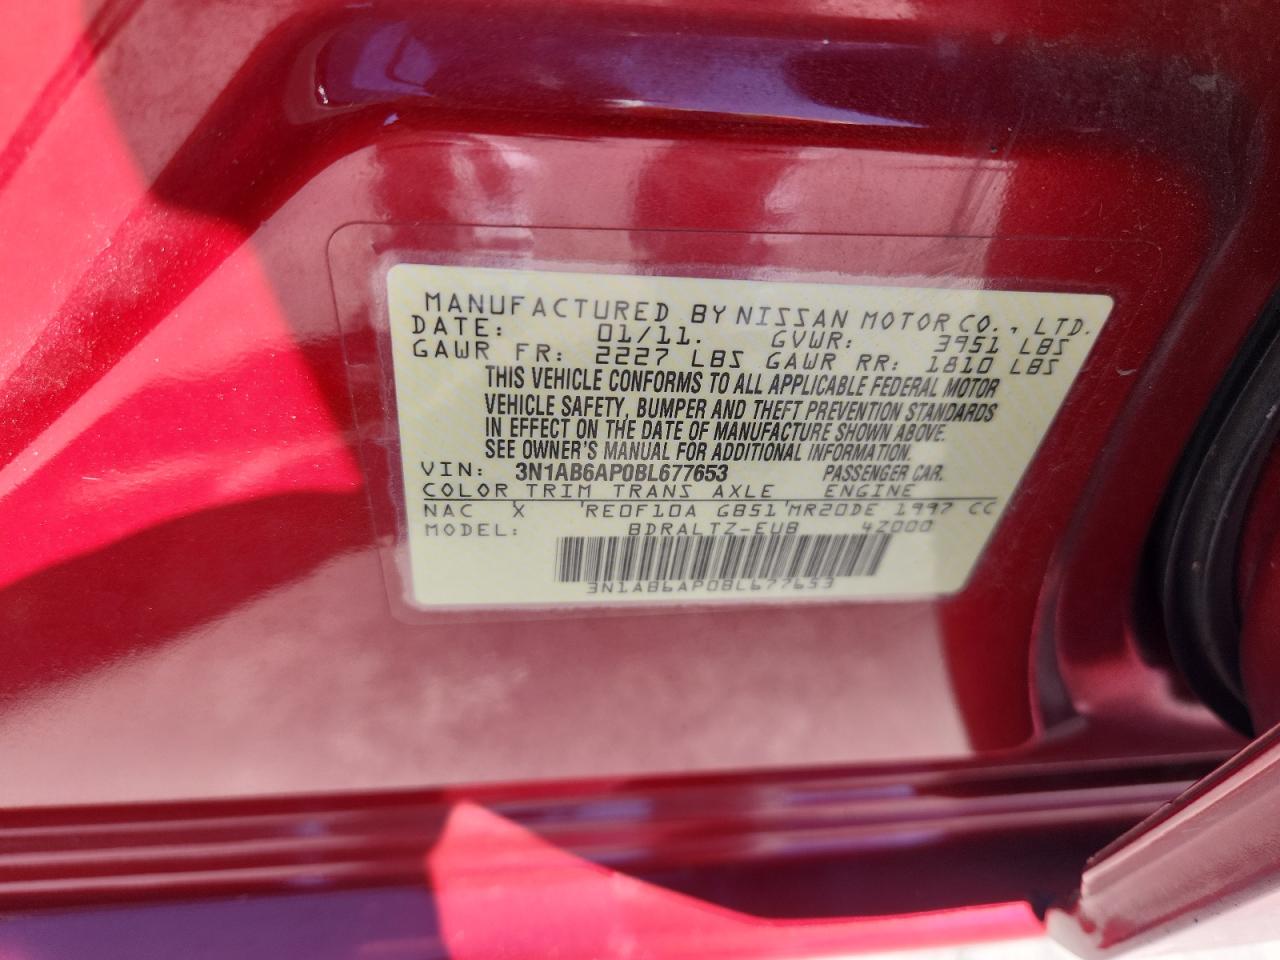 MANUFACTURED BY NISSAN MOTOR CO., LTD.
DATE: 01/11. GVWR: 3951 LBS
GAWR FR: 2227 LBS GAWR RR: 1810 LBS
THIS VEHICLE CONFORMS TO ALL APPLICABLE FEDERAL MOTOR
VEHICLE SAFETY, BUMPER AND THEFT PREVENTION STANDARDS
IN EFFECT ON THE DATE OF MANUFACTURE SHOWN ABOVE.
SEE OWNER'S MANUAL FOR ADDITIONAL INFORMATION.
VIN: 3N1AB6AP0BL677653 PASSENGER CAR.
COLOR TRIM TRANS AXLE ENGINE
NAC X 'RE0F10A GB51'MR20DE 1997 CC
MODEL: BDRALTZ-EUB 4Z000
3N1AB6AP0BL677653